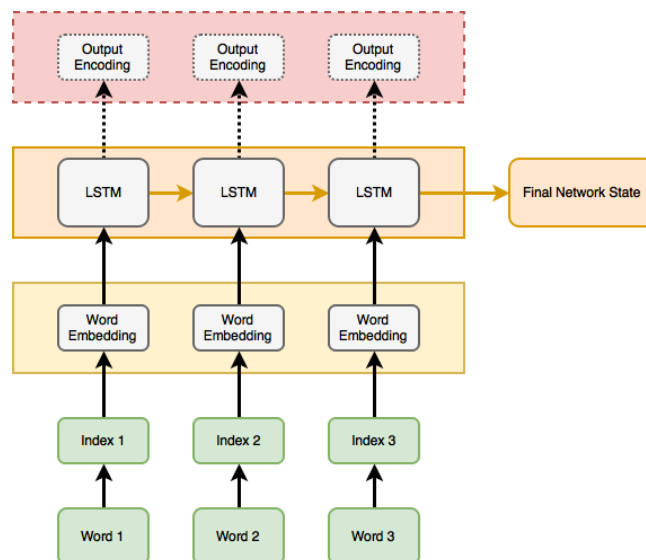 Output
Encoding
Output
Encoding
Output
Encoding
LSTM
LSTM
LSTM
Final Network State
Word
Embedding
Word
Embedding
Word
Embedding
Index 1
Index 2
Index 3
Word 1
Word 2
Word 3